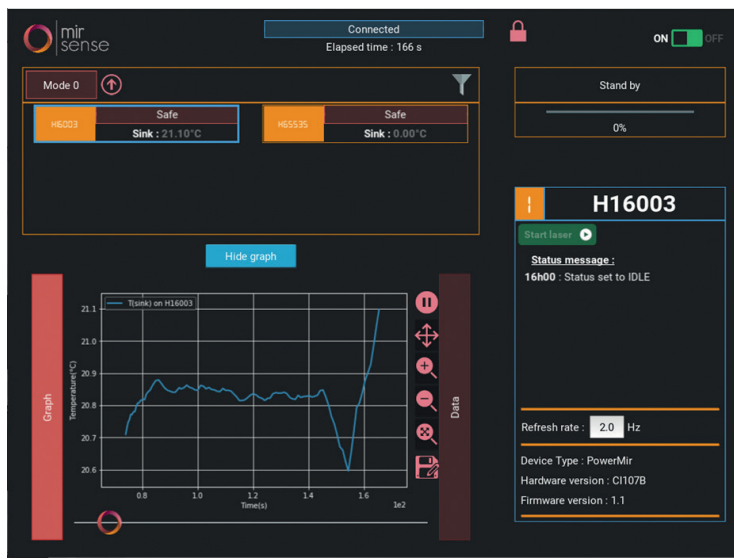 mir
sense
Connected
Elapsed time : 166 s
ON OFF
Mode 0
Stand by
0%
H16003
Safe
Sink : 21.10°C
H65535
Safe
Sink : 0.00°C
H16003
Start laser
Status message :
16h00 : Status set to IDLE
Hide graph
Graph
T(sink) on H16003
21.1
21.0
20.9
20.8
20.7
20.6
Temperature(°C)
0.8 1.0 1.2 1.4 1.6
Time(s)
1e2
Data
Refresh rate : 2.0 Hz
Device Type : PowerMir
Hardware version : CI107B
Firmware version : 1.1